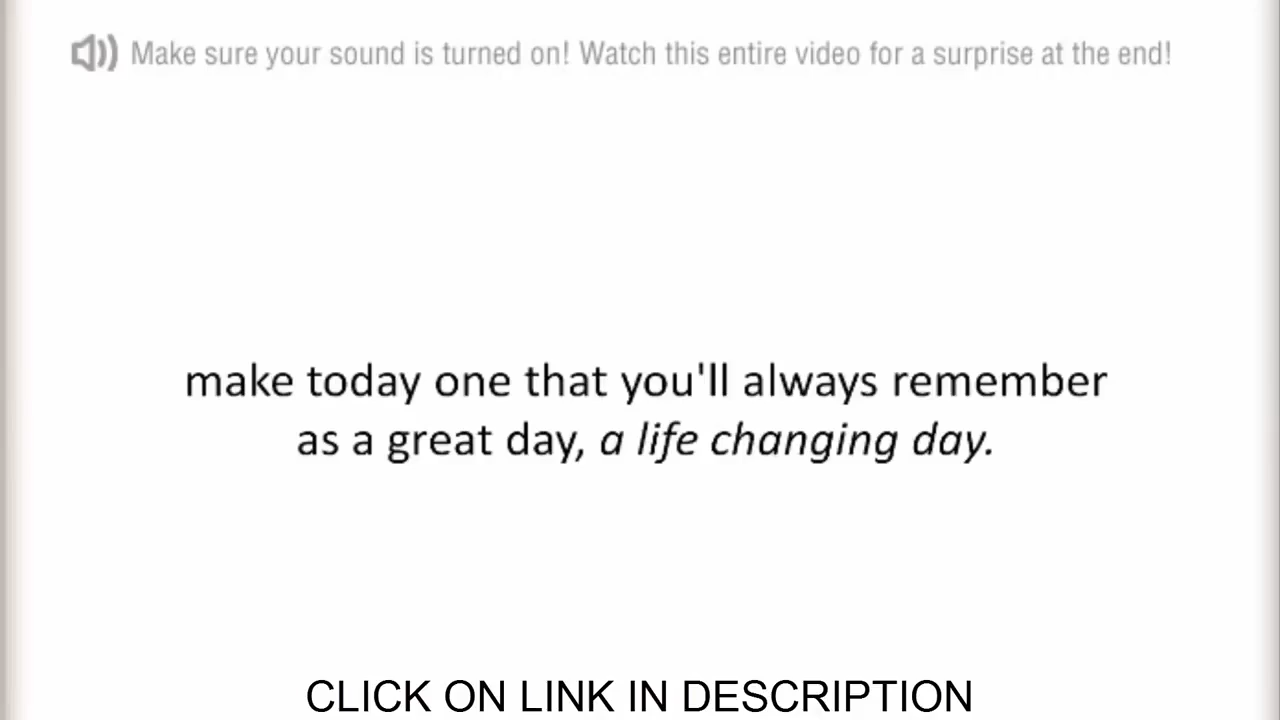 Make sure your sound is turned on! Watch this entire video for a surprise at the end!
make today one that you'll always remember
as a great day, a life changing day.
CLICK ON LINK IN DESCRIPTION